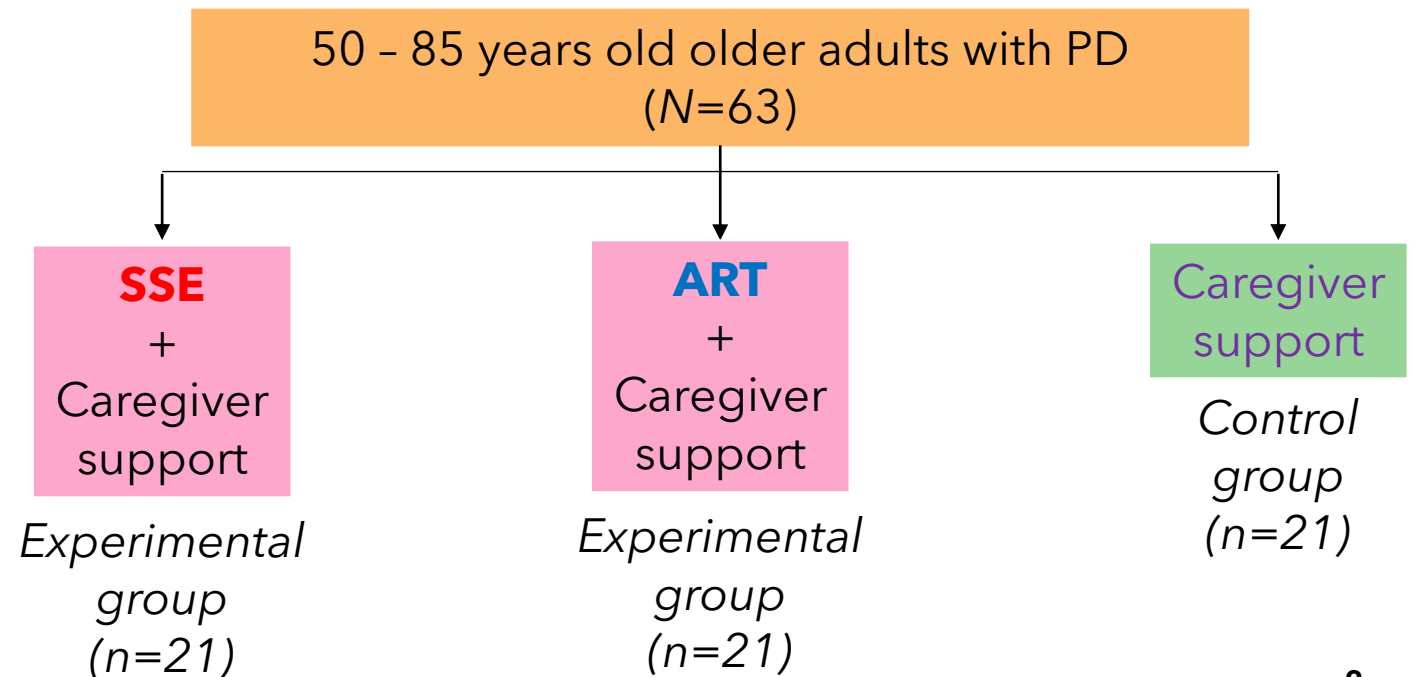 50 – 85 years old older adults with PD
(N=63)
SSE
+
Caregiver
support
Experimental
group
(n=21)
ART
+
Caregiver
support
Experimental
group
(n=21)
Caregiver
support
Control
group
(n=21)